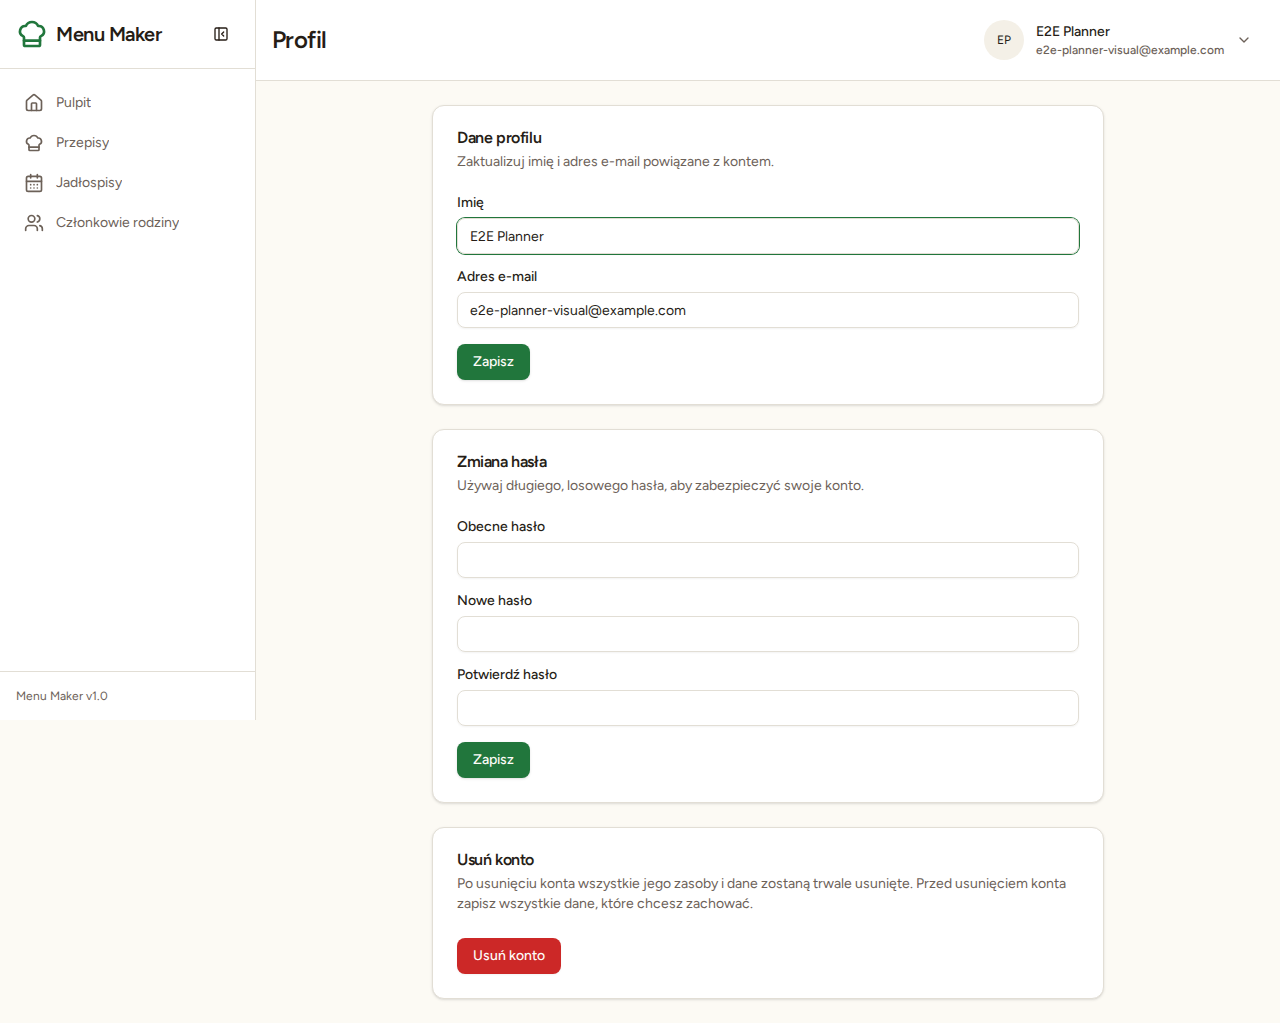 Menu Maker
Pulpit
Przepisy
Jadłospisy
Członkowie rodziny
Menu Maker v1.0
Profil
EP
E2E Planner
e2e-planner-visual@example.com
Dane profilu
Zaktualizuj imię i adres e-mail powiązane z kontem.
Imię
E2E Planner
Adres e-mail
e2e-planner-visual@example.com
Zapisz
Zmiana hasła
Używaj długiego, losowego hasła, aby zabezpieczyć swoje konto.
Obecne hasło
Nowe hasło
Potwierdź hasło
Zapisz
Usuń konto
Po usunięciu konta wszystkie jego zasoby i dane zostaną trwale usunięte. Przed usunięciem konta
zapisz wszystkie dane, które chcesz zachować.
Usuń konto